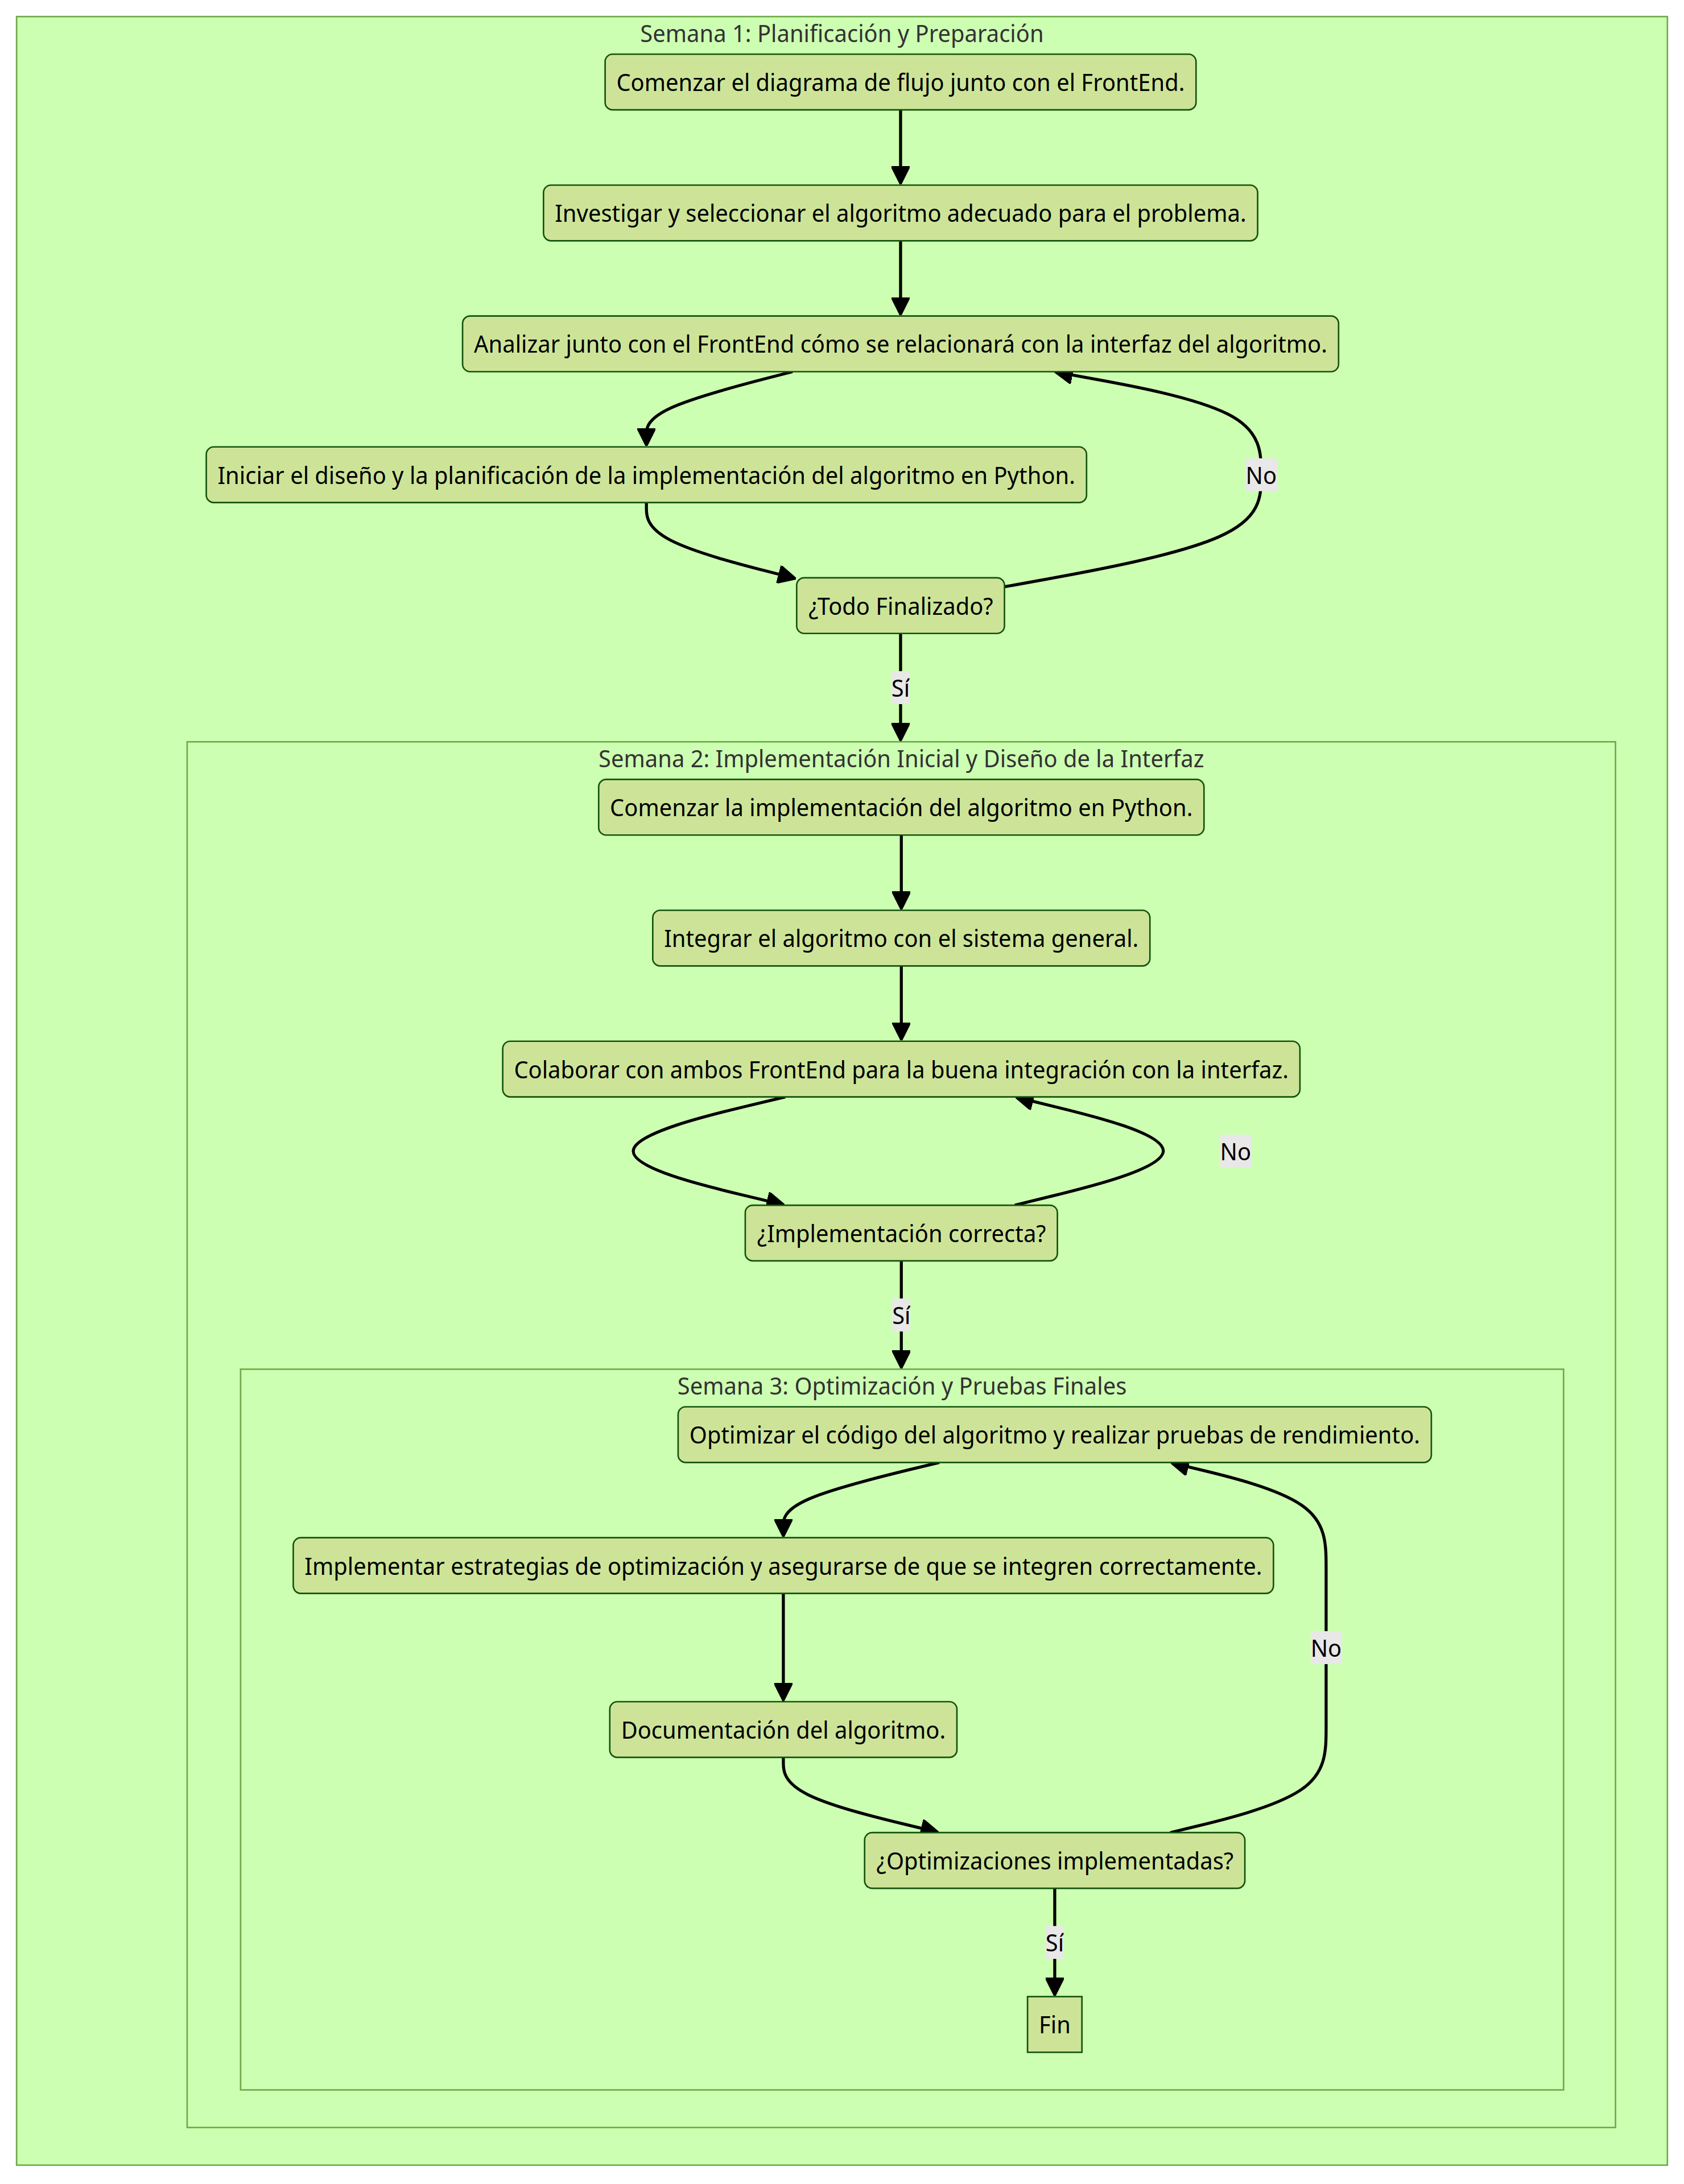 Semana 1: Planificación y Preparación
Comenzar el diagrama de flujo junto con el FrontEnd.
Investigar y seleccionar el algoritmo adecuado para el problema.
Analizar junto con el FrontEnd cómo se relacionará con la interfaz del algoritmo.
Iniciar el diseño y la planificación de la implementación del algoritmo en Python.
No
¿Todo Finalizado?
Sí
Semana 2: Implementación Inicial y Diseño de la Interfaz
Comenzar la implementación del algoritmo en Python.
Integrar el algoritmo con el sistema general.
Colaborar con ambos FrontEnd para la buena integración con la interfaz.
No
¿Implementación correcta?
Sí
Semana 3: Optimización y Pruebas Finales
Optimizar el código del algoritmo y realizar pruebas de rendimiento.
Implementar estrategias de optimización y asegurarse de que se integren correctamente.
No
Documentación del algoritmo.
¿Optimizaciones implementadas?
Sí
Fin